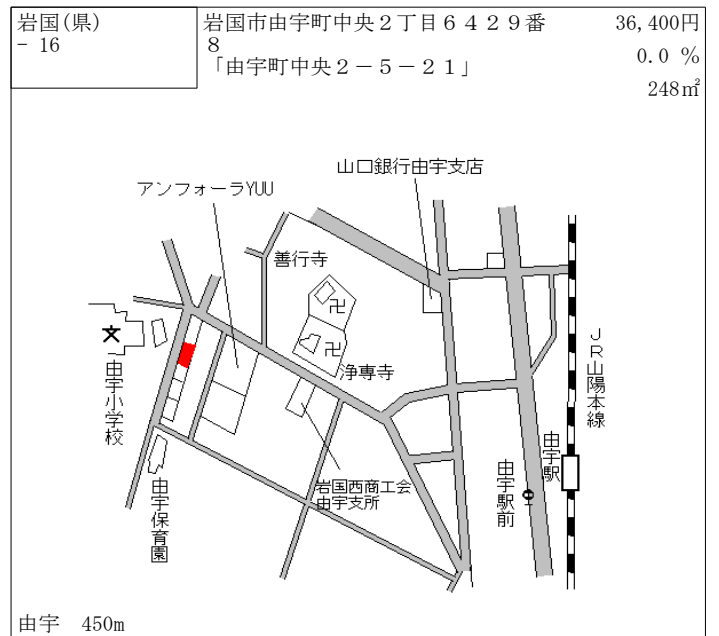 岩国(県)
- 16
岩国市由宇町中央２丁目６４２９番
８
「由宇町中央２－５－２１」
36,400円
0.0 %
248㎡
山口銀行由宇支店
アンフォーラYUU
善行寺
卍
卍
浄専寺
文
由宇小学校
ＪＲ山陽本線
由宇駅
由宇駅前
岩国西商工会
由宇支所
由宇保育園
由宇　450m